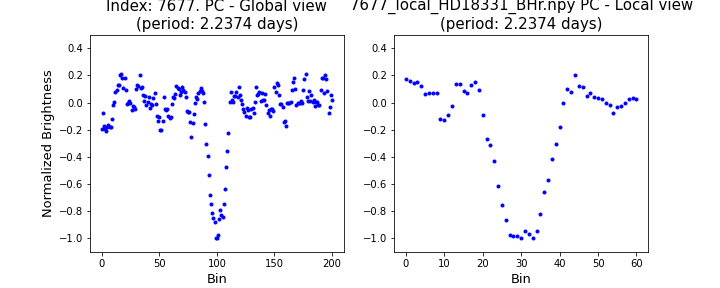 Index: 7677. PC - Global view
(period: 2.2374 days)
7677_local_HD18331_BHr.npy PC - Local view
(period: 2.2374 days)
Normalized Brightness
0.4
0.2
0.0
−0.2
−0.4
−0.6
−0.8
−1.0
0 50 100 150 200
Bin
0.4
0.2
0.0
−0.2
−0.4
−0.6
−0.8
−1.0
0 10 20 30 40 50 60
Bin